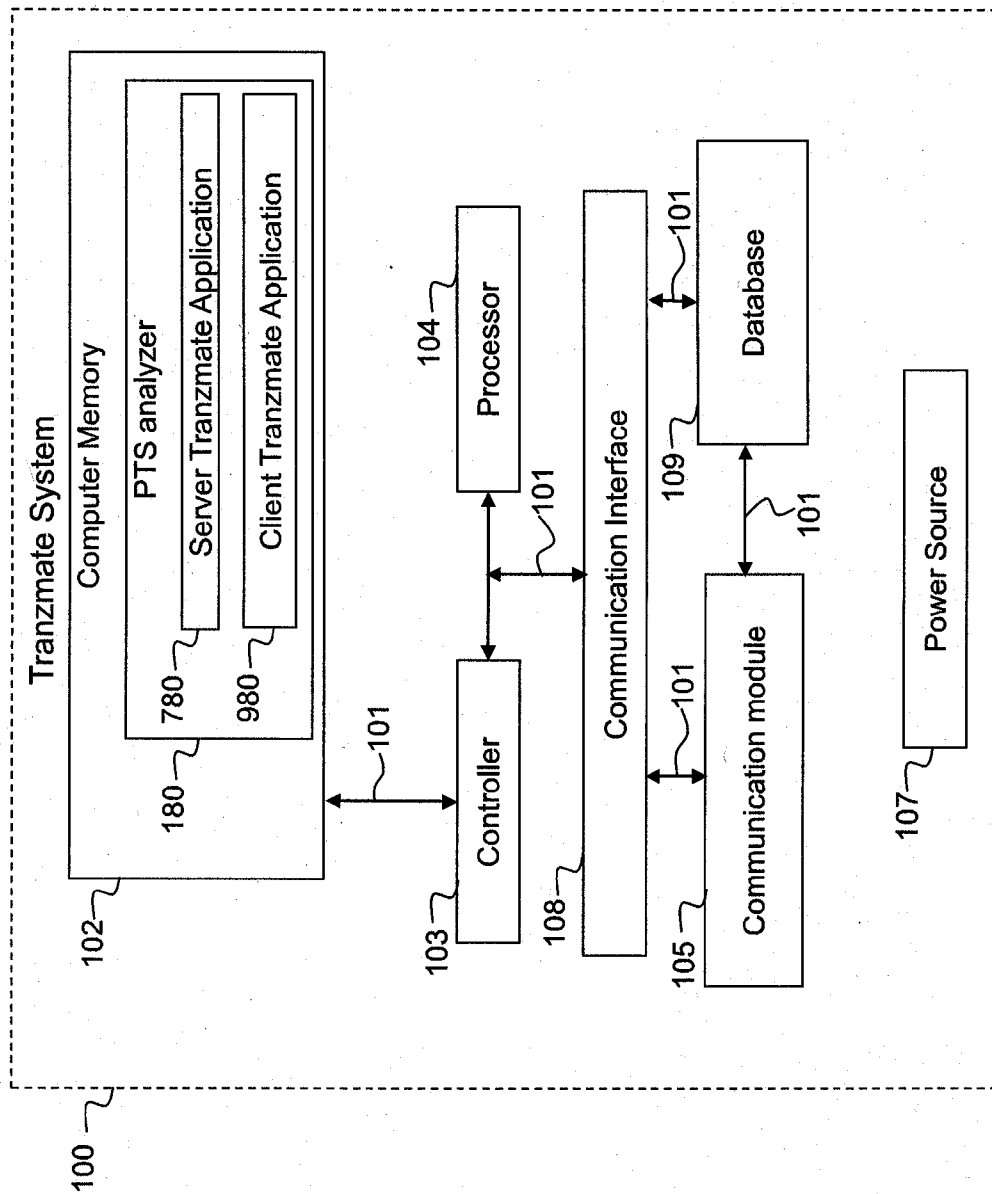 Tranzmate System
100
Computer Memory
102
PTS analyzer
180
Server Tranzmate Application
780
Client Tranzmate Application
980
101
Controller
103
Processor
104
101
Communication Interface
108
101
101
Communication module
105
Database
109
101
Power Source
107